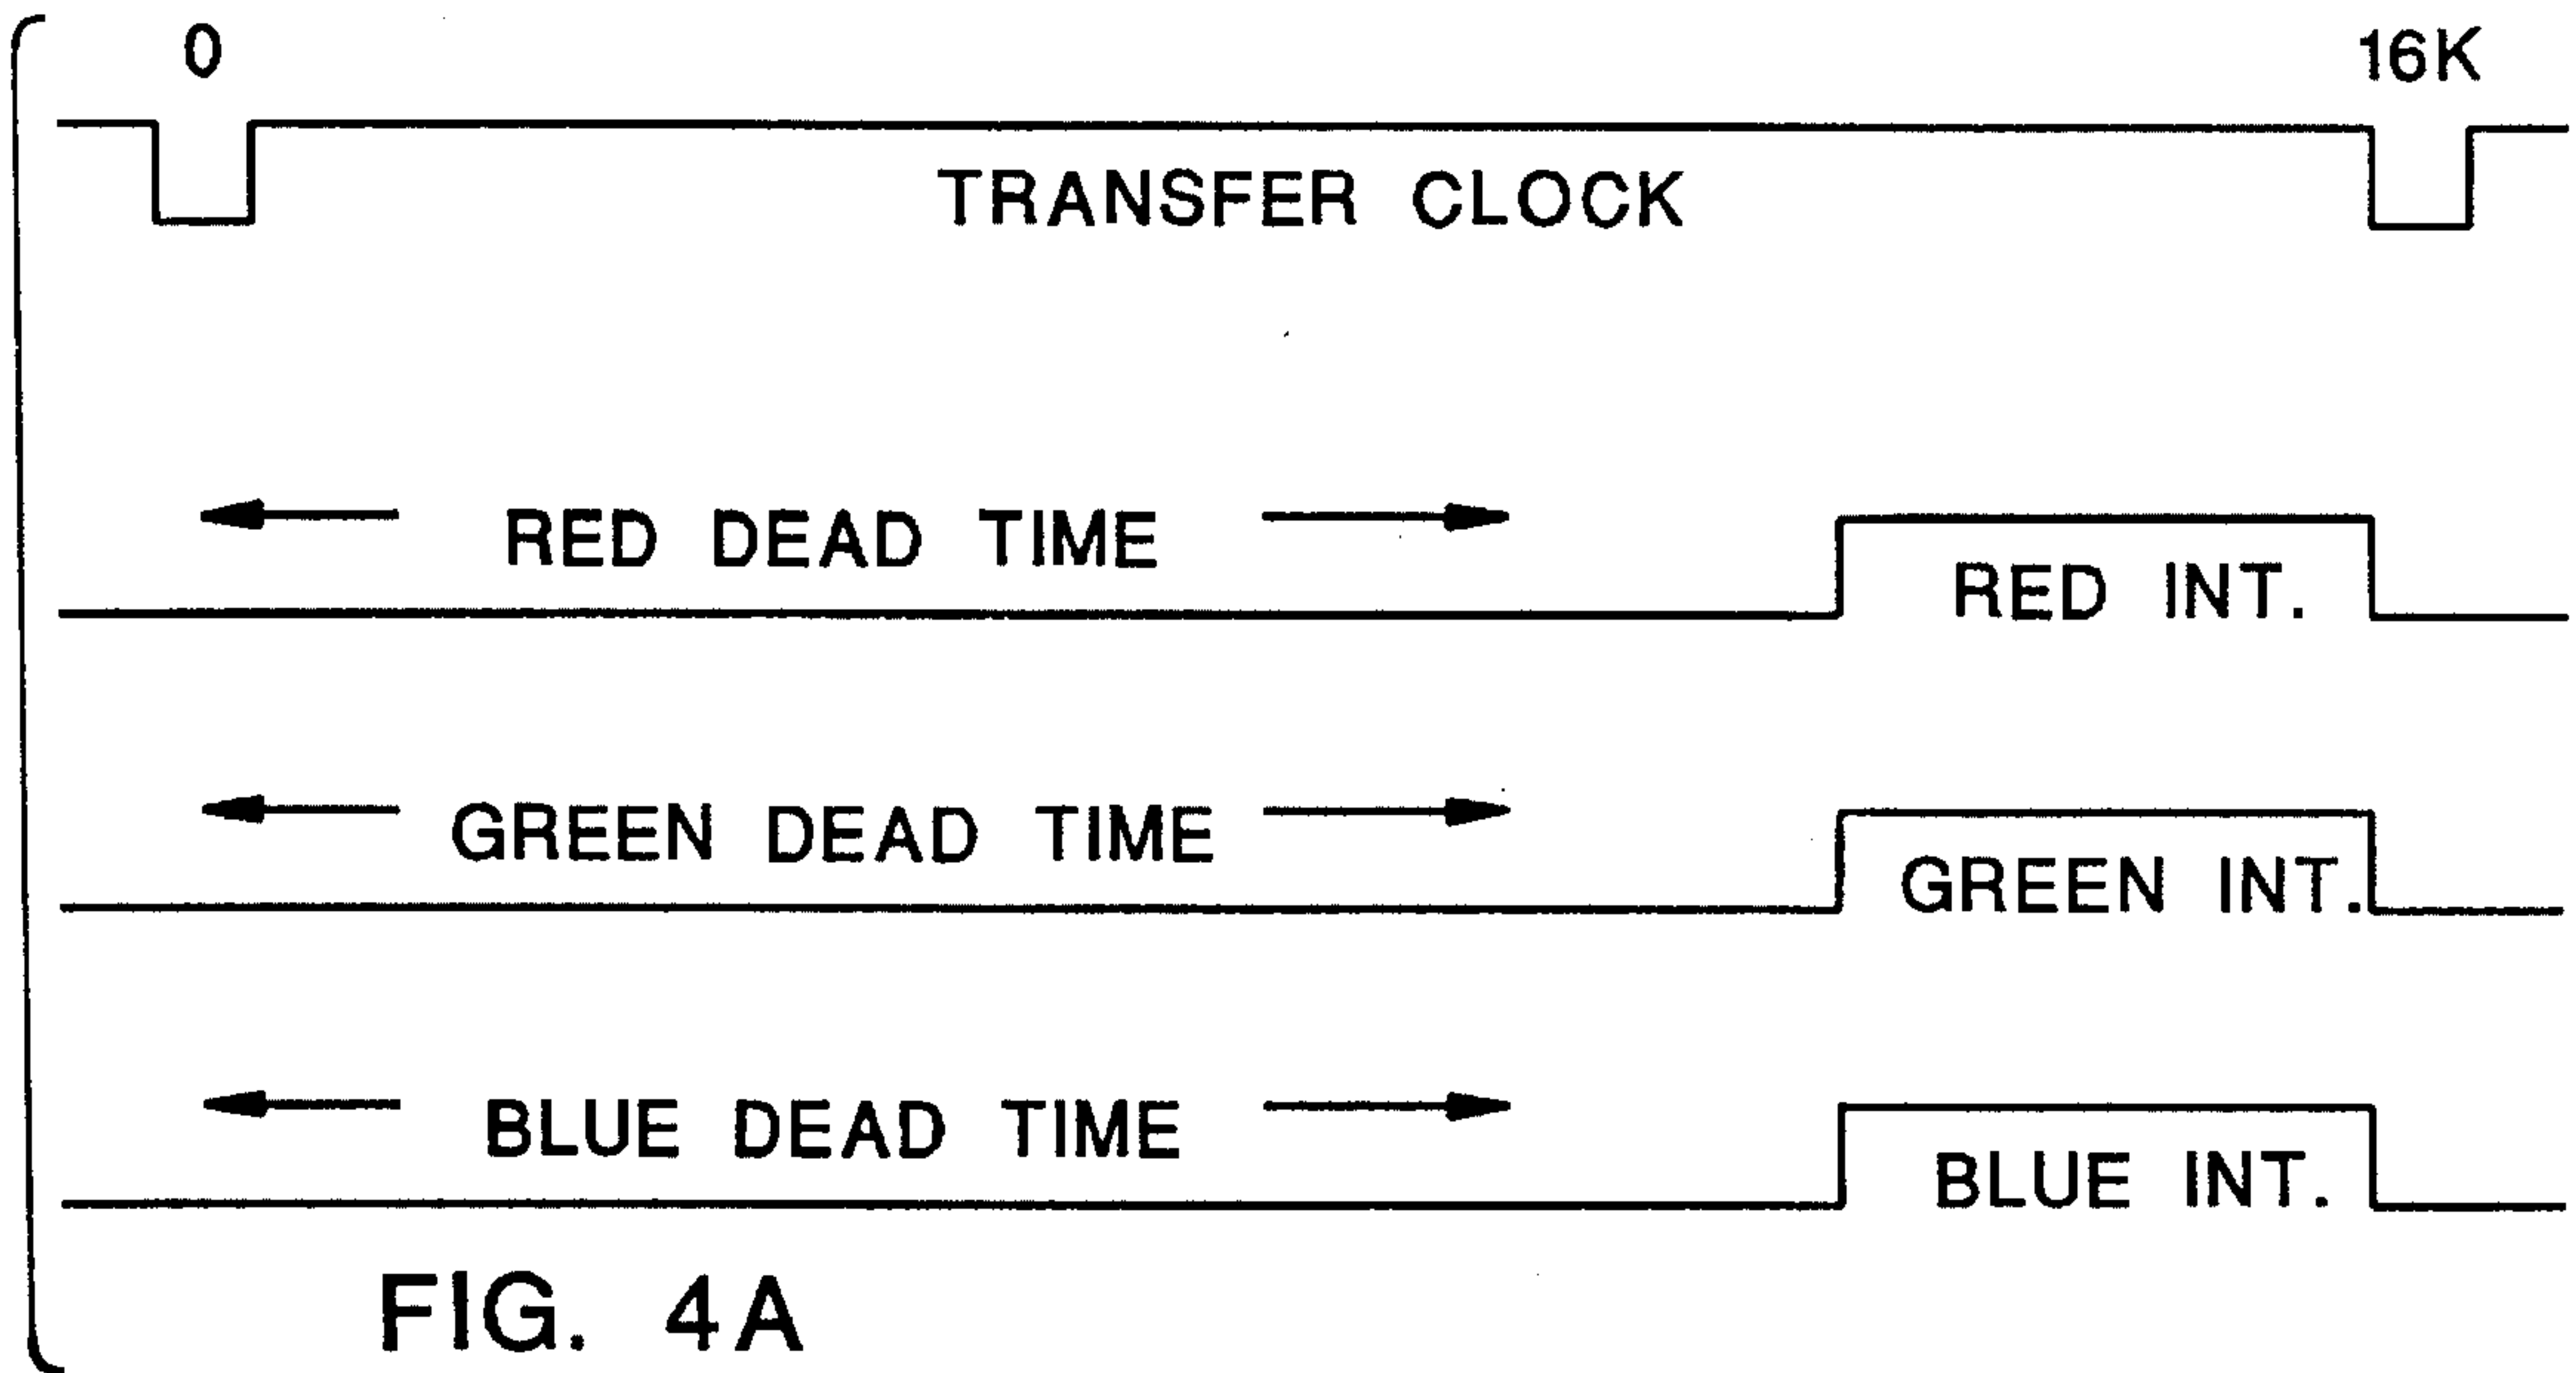 0 16K
TRANSFER CLOCK
RED DEAD TIME
RED INT.
GREEN DEAD TIME
GREEN INT.
BLUE DEAD TIME
BLUE INT.
FIG. 4A